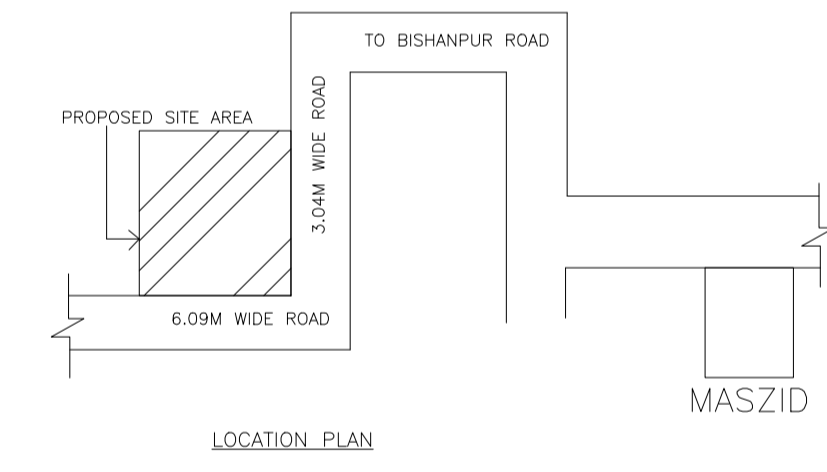 TO BISHANPUR ROAD
PROPOSED SITE AREA
3.04M WIDE ROAD
6.09M WIDE ROAD
MASZID
LOCATION PLAN